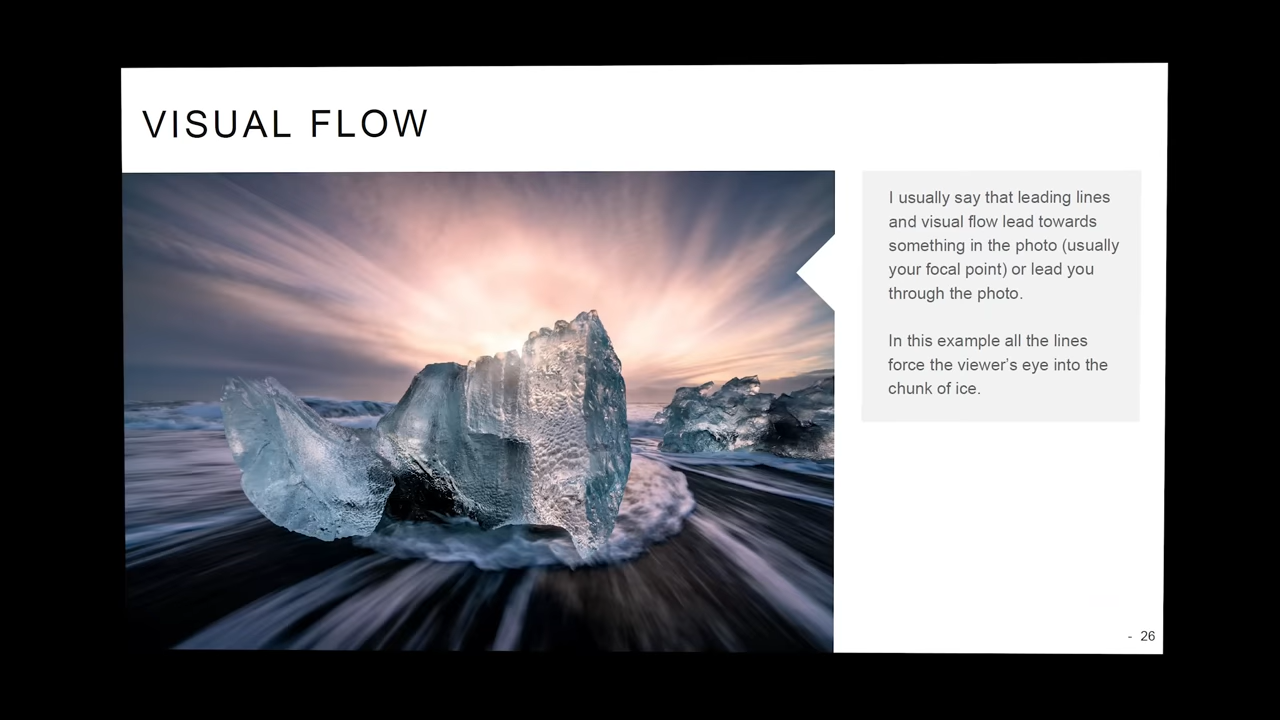 VISUAL FLOW
I usually say that leading lines
and visual flow lead towards
something in the photo (usually
your focal point) or lead you
through the photo.
In this example all the lines
force the viewer's eye into the
chunk of ice.
- 26